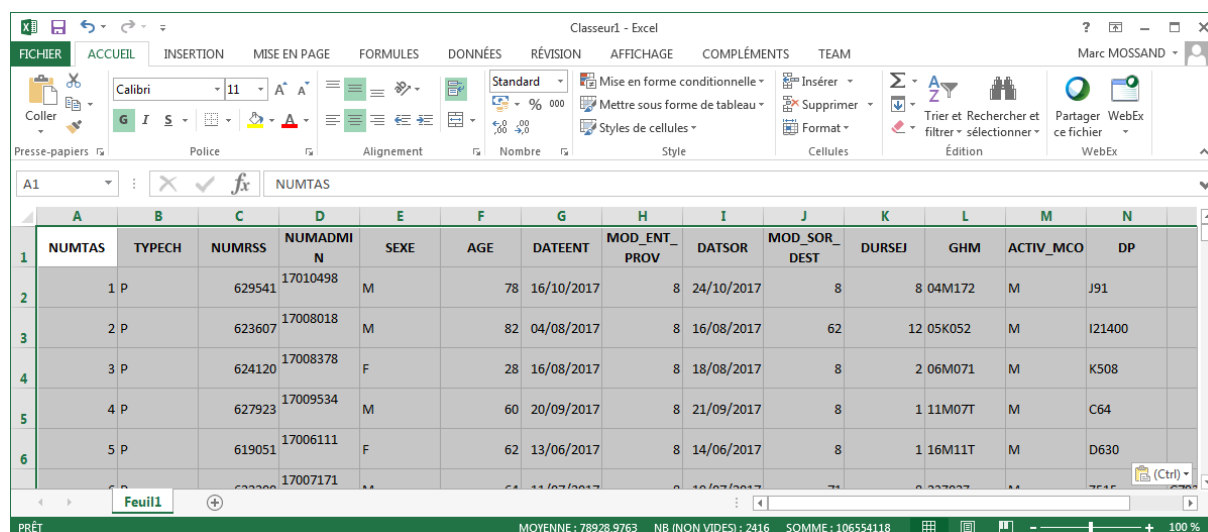 Classeur1 - Excel
FICHIER ACCUEIL INSERTION MISE EN PAGE FORMULES DONNÉES RÉVISION AFFICHAGE COMPLÉMENTS TEAM Marc MOSSAND
Coller
Calibri 11
G I S
Standard
% 000
Mise en forme conditionnelle
Mettre sous forme de tableau
Styles de cellules
Insérer
Supprimer
Format
Trier et filtrer
Rechercher et sélectionner
Partager ce fichier
WebEx
Presse-papiers Police Alignement Nombre Style Cellules Édition WebEx
A1 fx NUMTAS
A B C D E F G H I J K L M N
1 NUMTAS TYPECH NUMRSS NUMADMIN SEXE AGE DATEENT MOD_ENT_PROV DATSOR MOD_SOR_DEST DURSEJ GHM ACTIV_MCO DP
2 1 P 629541 17010498 M 78 16/10/2017 8 24/10/2017 8 8 04M172 M J91
3 2 P 623607 17008018 M 82 04/08/2017 8 16/08/2017 62 12 05K052 M I21400
4 3 P 624120 17008378 F 28 16/08/2017 8 18/08/2017 8 2 06M071 M K508
5 4 P 627923 17009534 M 60 20/09/2017 8 21/09/2017 8 1 11M07T M C64
6 5 P 619051 17006111 F 62 13/06/2017 8 14/06/2017 8 1 16M11T M D630
17007171
(Ctrl)
Feuil1
PRÊT MOYENNE : 78928,9763 NB (NON VIDES) : 2416 SOMME : 106554118 100 %